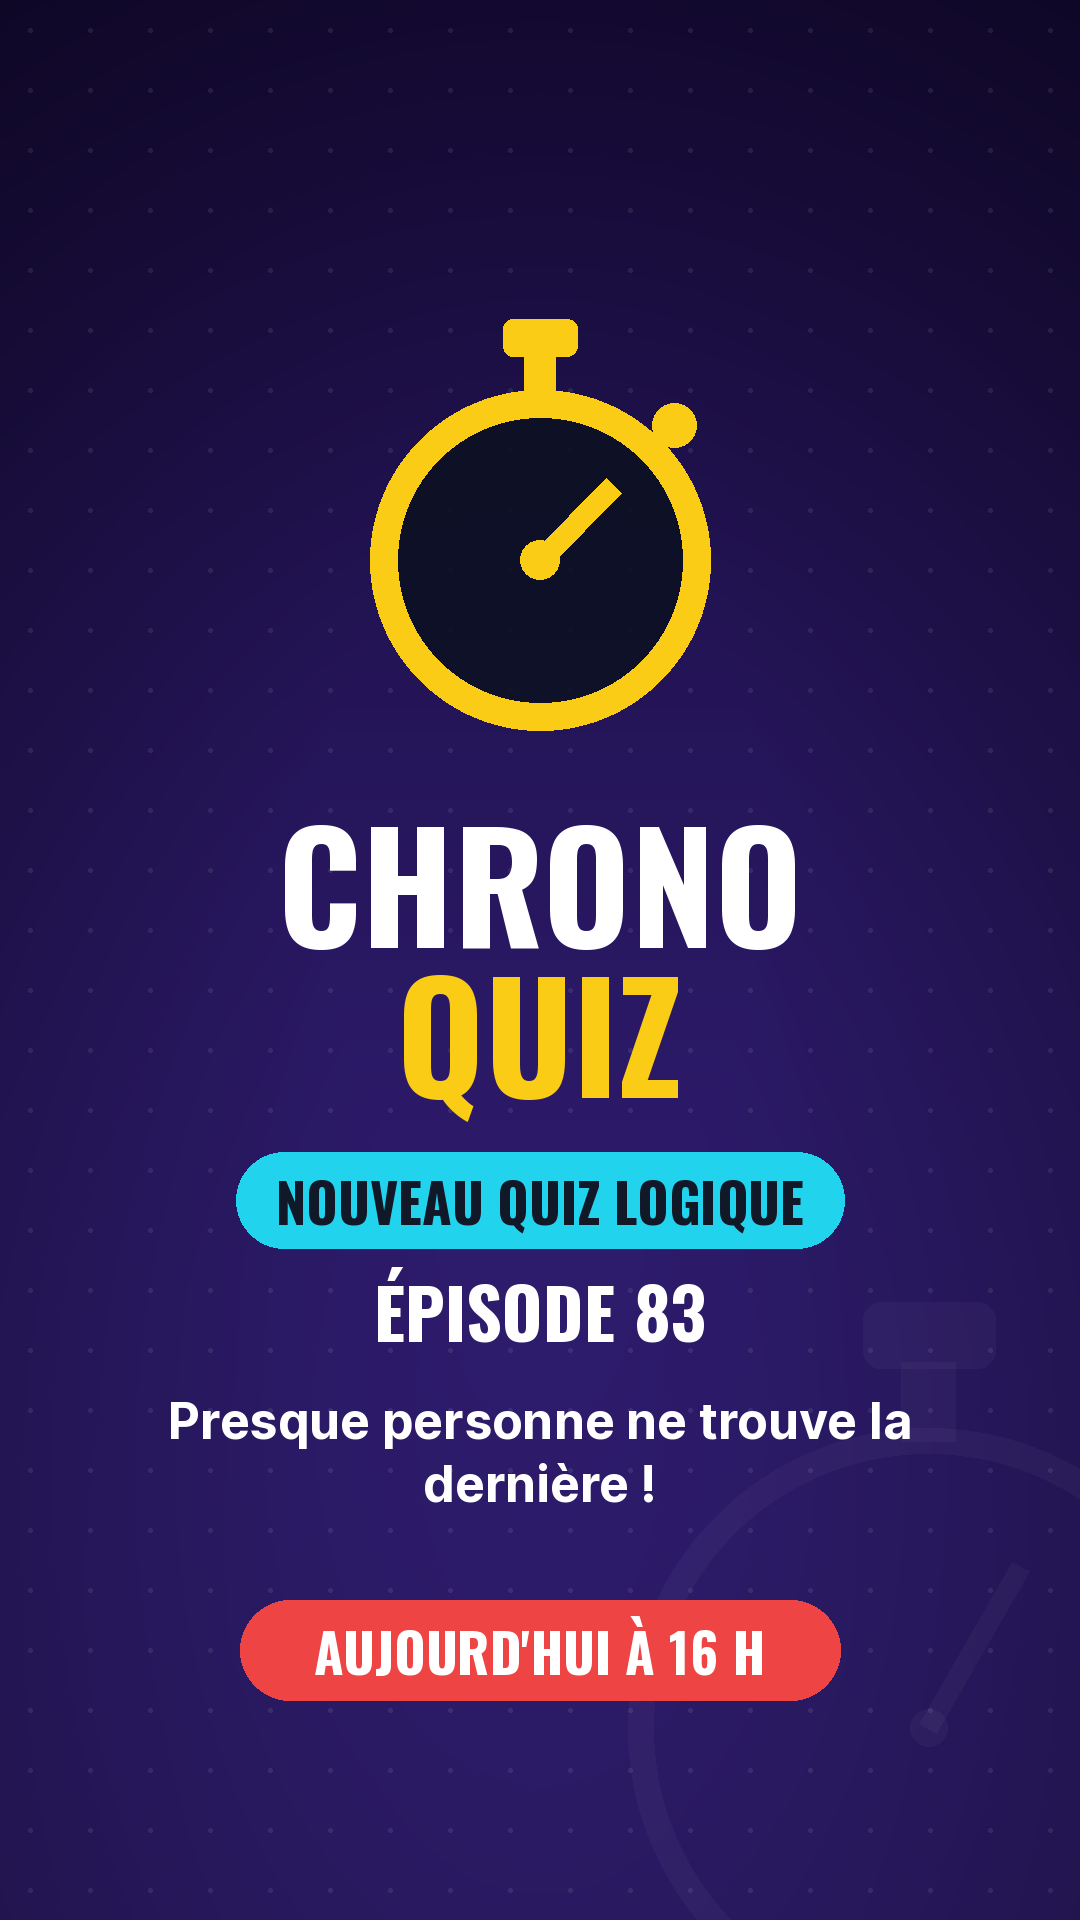 CHRONO
QUIZ
NOUVEAU QUIZ LOGIQUE
ÉPISODE 83
Presque personne ne trouve la
dernière !
AUJOURD'HUI À 16 H